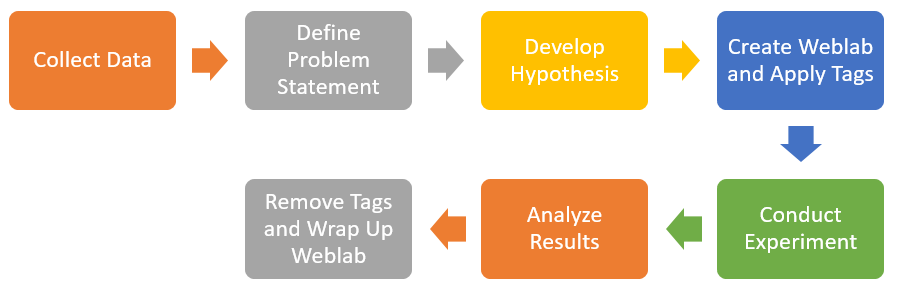 Collect Data
Define
Problem
Statement
Develop
Hypothesis
Create Weblab
and Apply Tags
Conduct
Experiment
Analyze
Results
Remove Tags
and Wrap Up
Weblab